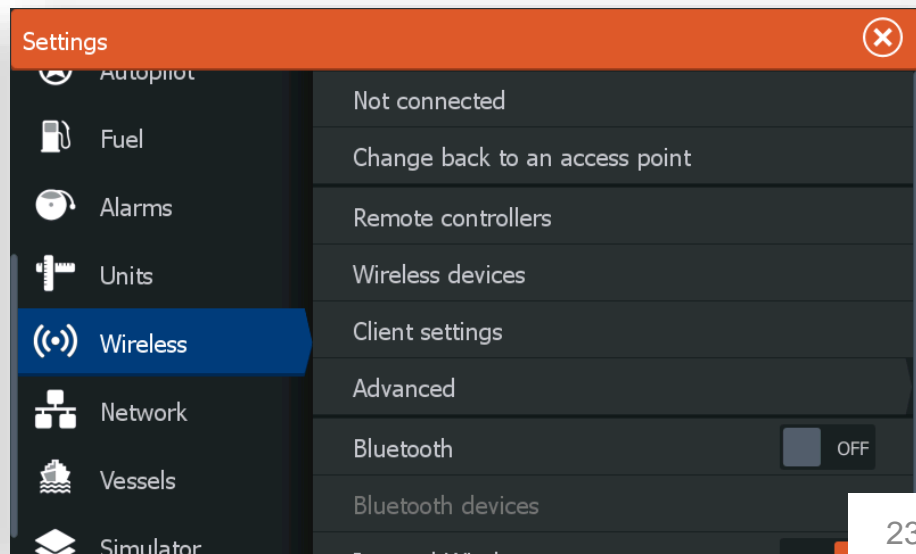 Settings
Autopilot
Fuel
Alarms
Units
Wireless
Network
Vessels
Simulator
Not connected
Change back to an access point
Remote controllers
Wireless devices
Client settings
Advanced
Bluetooth
OFF
Bluetooth devices
23